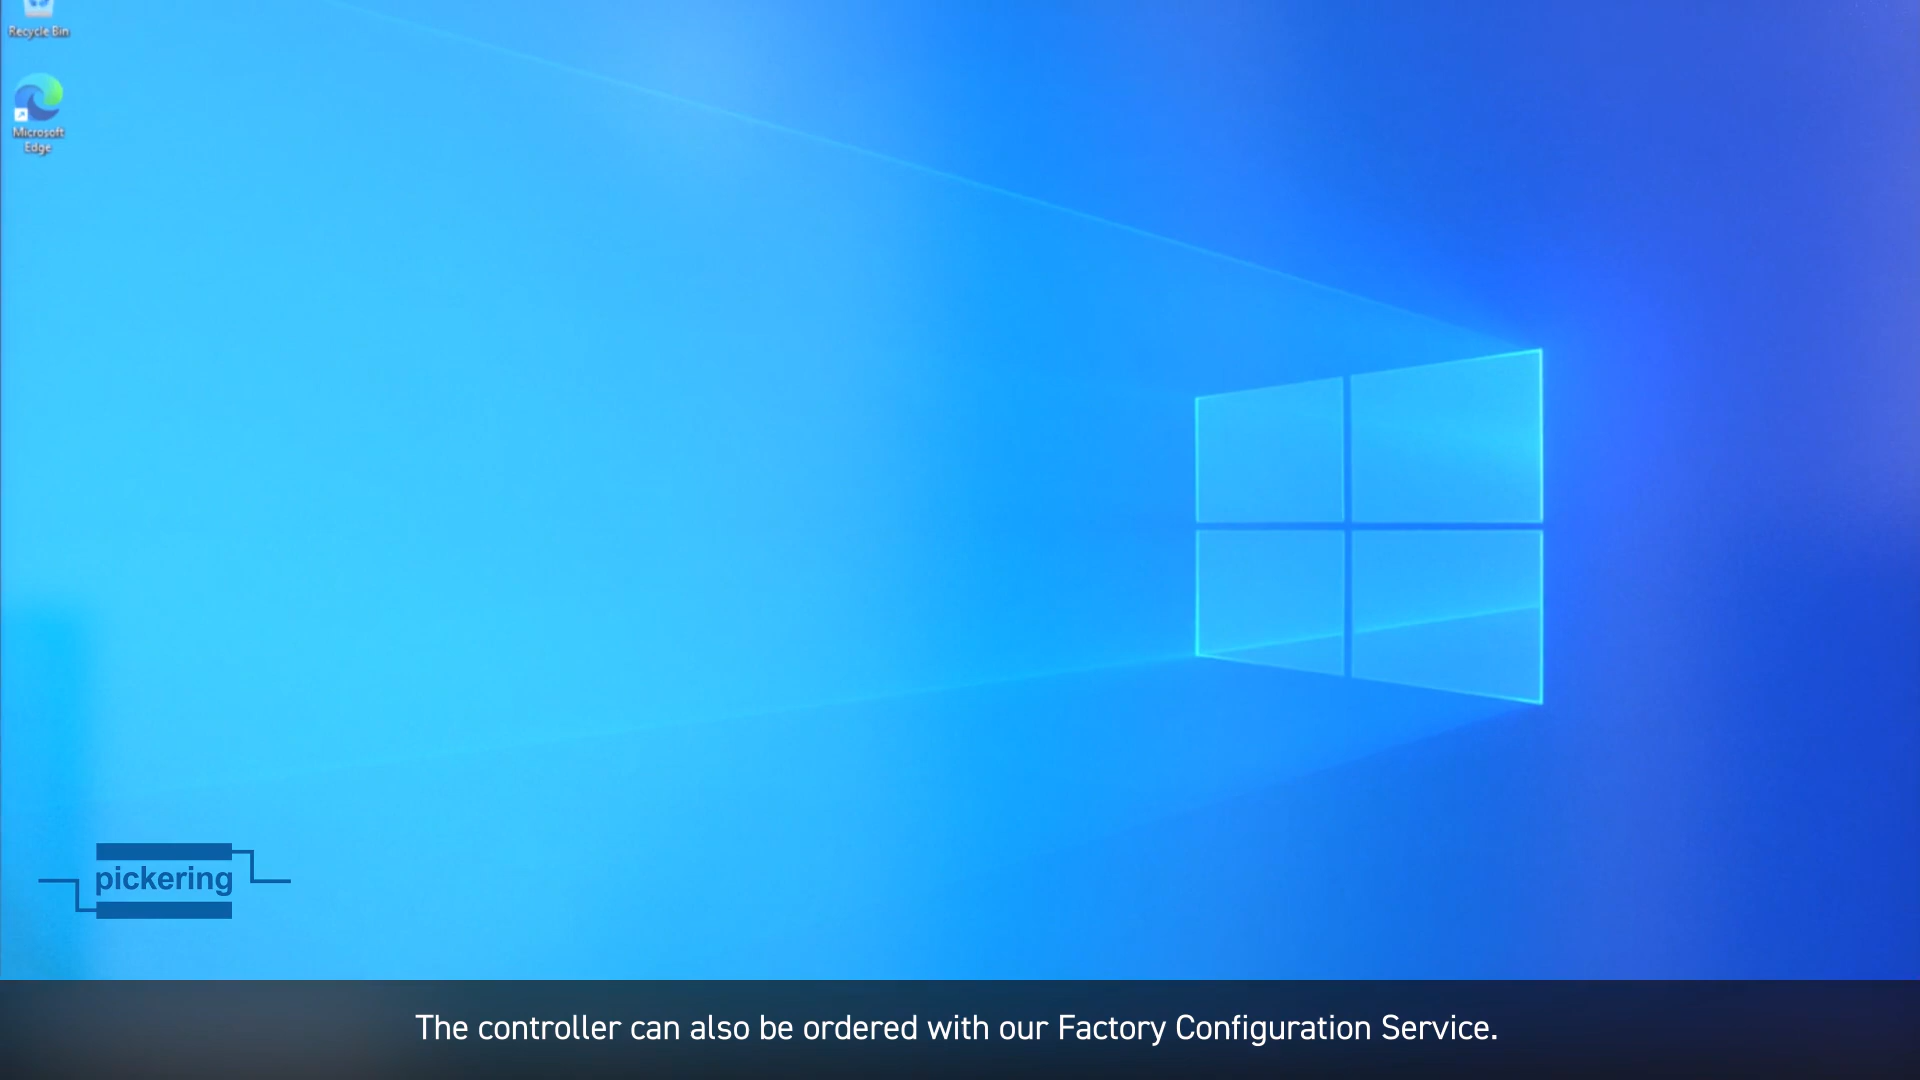 Recycle Bin
Microsoft
Edge
pickering
The controller can also be ordered with our Factory Configuration Service.